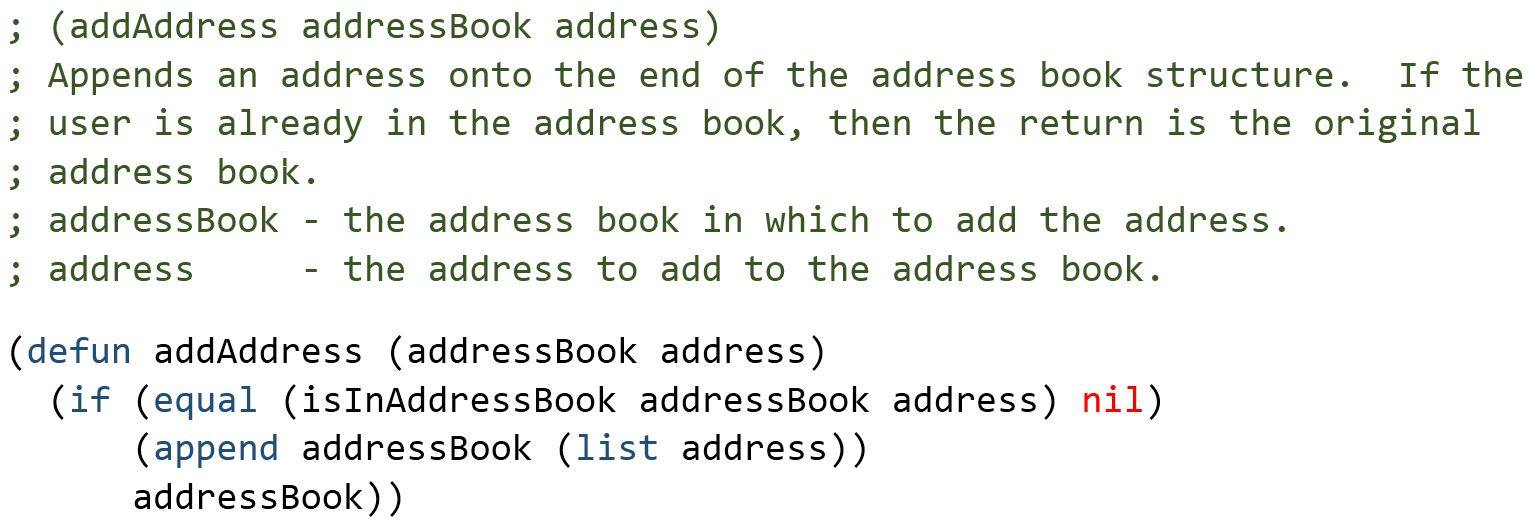 ; (addAddress addressBook address)
; Appends an address onto the end of the address book structure.  If the
; user is already in the address book, then the return is the original
; address book.
; addressBook - the address book in which to add the address.
; address     - the address to add to the address book.
(defun addAddress (addressBook address)
  (if (equal (isInAddressBook addressBook address) nil)
      (append addressBook (list address))
      addressBook))